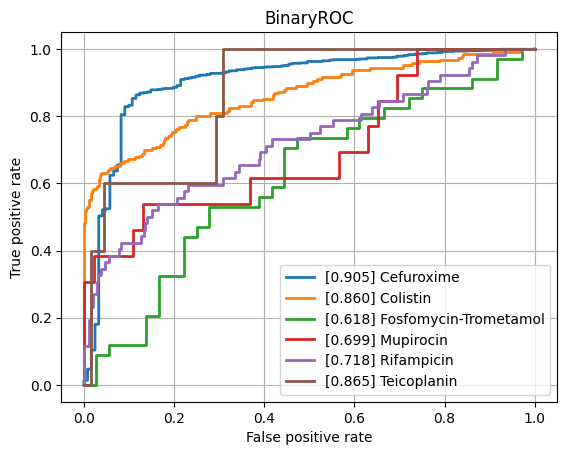 BinaryROC
True positive rate
1.0
0.8
0.6
0.4
0.2
0.0
[0.905] Cefuroxime
[0.860] Colistin
[0.618] Fosfomycin-Trometamol
[0.699] Mupirocin
[0.718] Rifampicin
[0.865] Teicoplanin
0.0 0.2 0.4 0.6 0.8 1.0
False positive rate